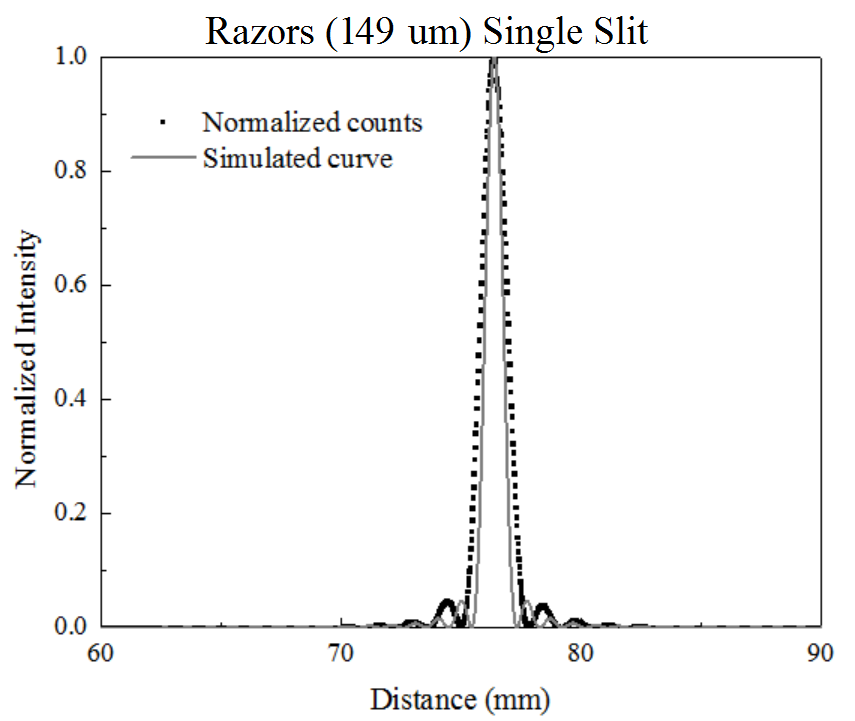 Razors (149 um) Single Slit
1.0
Normalized counts
Simulated curve
0.8
0.6
Normalized Intensity
0.4
0.2
0.0
60 70 80 90
Distance (mm)